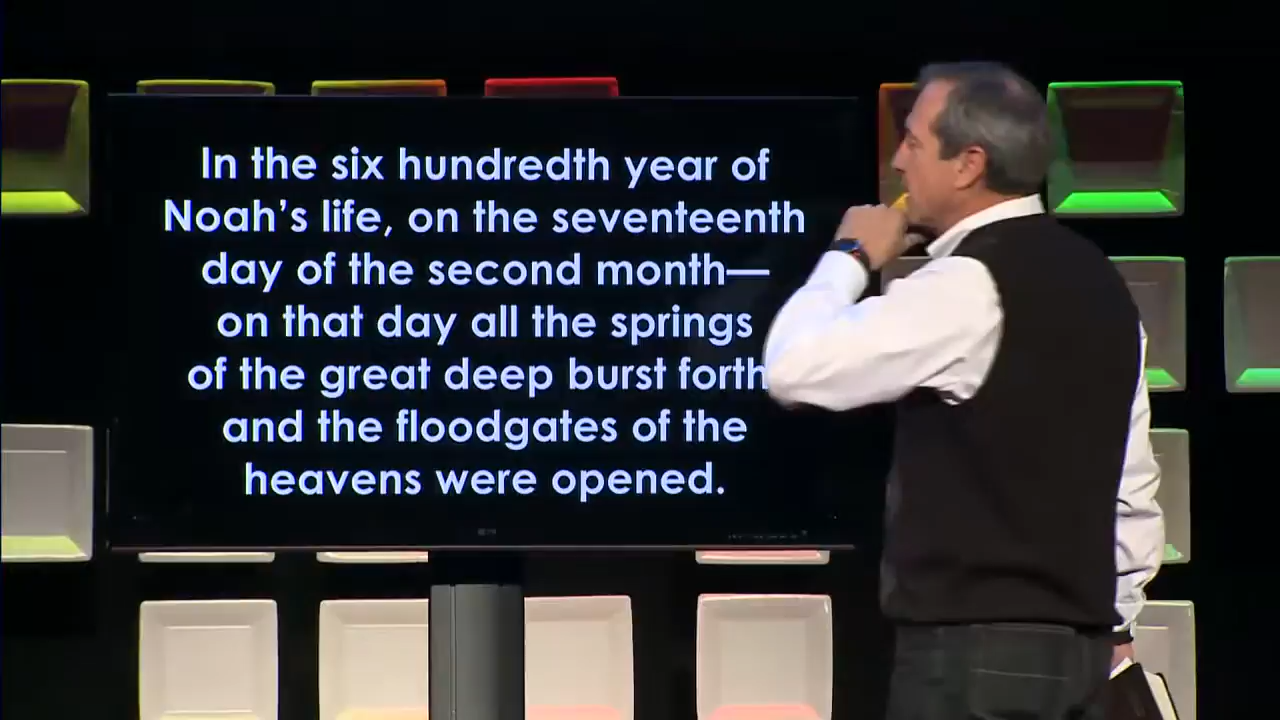 In the six hundredth year of
Noah’s life, on the seventeenth
day of the second month—
on that day all the springs
of the great deep burst forth
and the floodgates of the
heavens were opened.